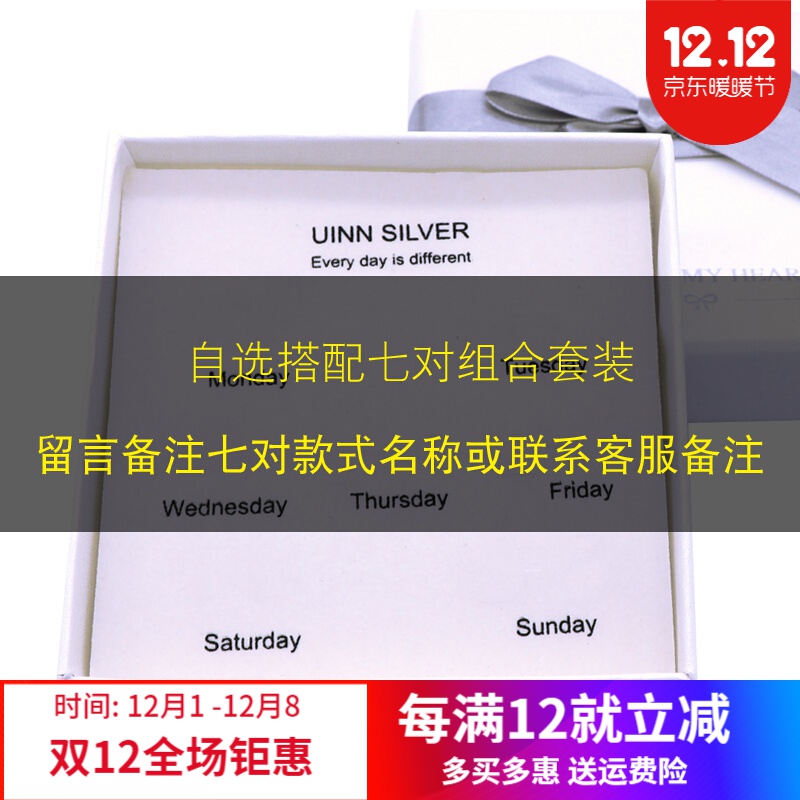 12.12
京东暖暖节
UINN SILVER
Every day is different
MY HEAR
自选搭配七对组合套装
Monday
Tuesday
留言备注七对款式名称或联系客服备注
Wednesday
Thursday
Friday
Saturday
Sunday
时间: 12月1 -12月8
双12全场钜惠
每满12就立减
多买多惠 送运费险